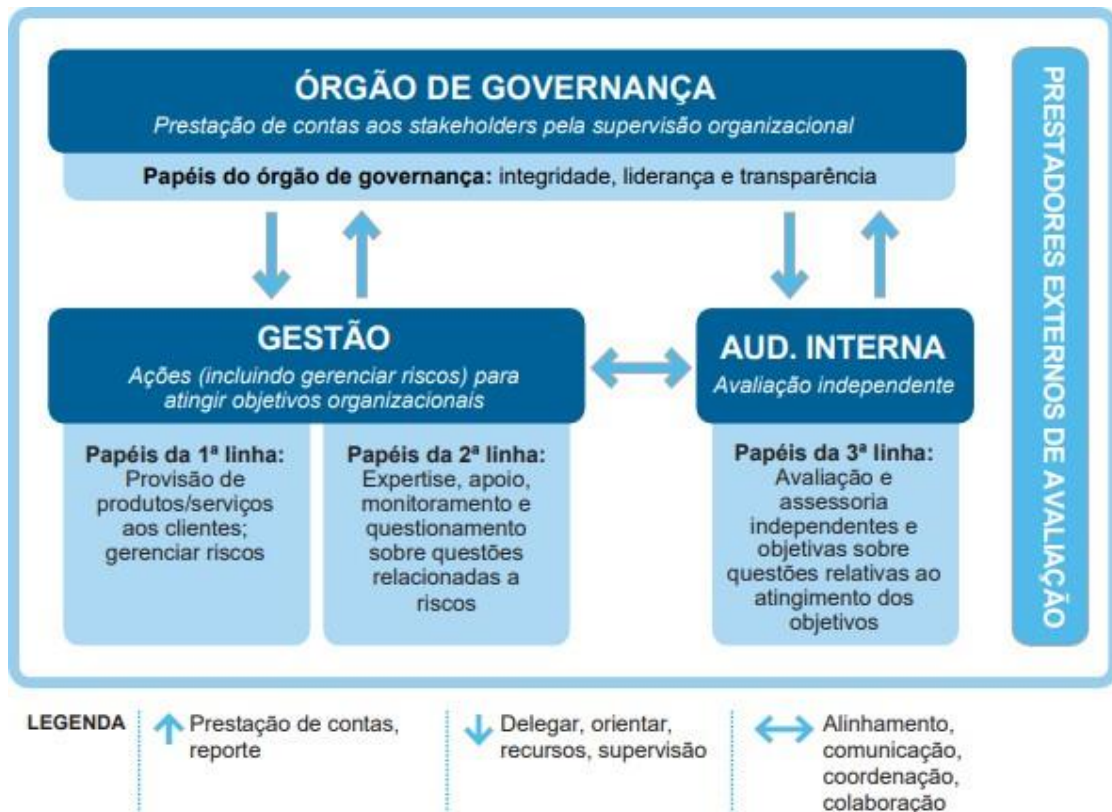 ÓRGÃO DE GOVERNANÇA
Prestação de contas aos stakeholders pela supervisão organizacional
Papéis do órgão de governança: integridade, liderança e transparência
GESTÃO
Ações (incluindo gerenciar riscos) para
atingir objetivos organizacionais
Papéis da 1ª linha:
Provisão de
produtos/serviços
aos clientes;
gerenciar riscos
Papéis da 2ª linha:
Expertise, apoio,
monitoramento e
questionamento
sobre questões
relacionadas a
riscos
AUD. INTERNA
Avaliação independente
Papéis da 3ª linha:
Avaliação e
assessoria
independentes e
objetivas sobre
questões relativas ao
atingimento dos
objetivos
PRESTADORES EXTERNOS DE AVALIAÇÃO
LEGENDA
Prestação de contas,
reporte
Delegar, orientar,
recursos, supervisão
Alinhamento,
comunicação,
coordenação,
colaboração